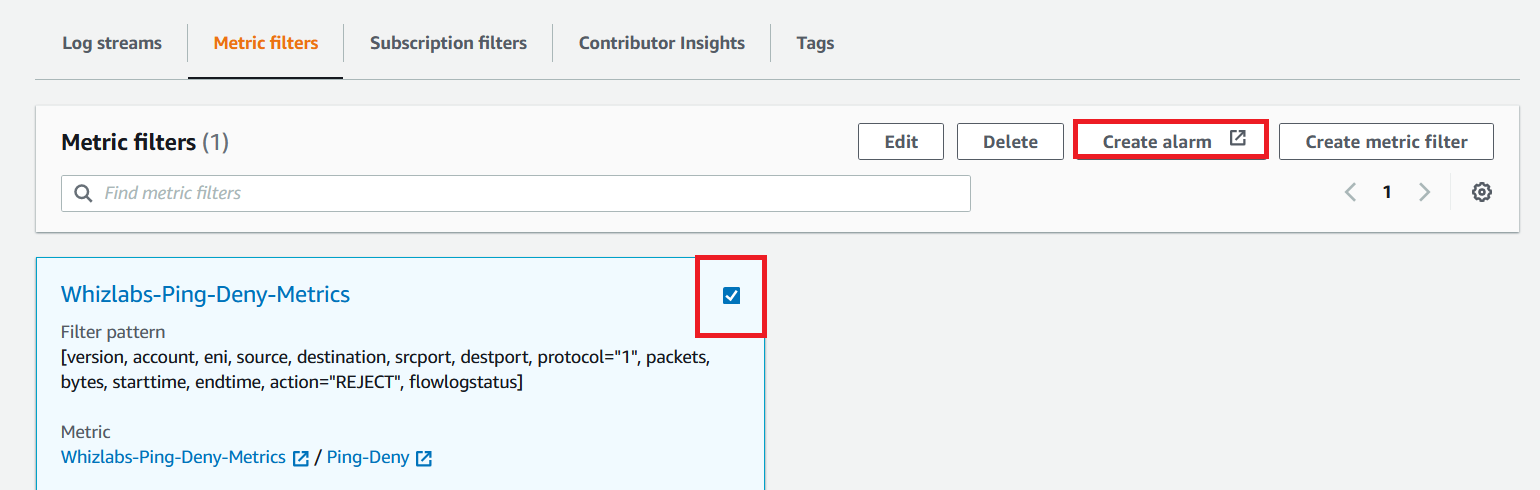 Log streams
Metric filters
Subscription filters
Contributor Insights
Tags
Metric filters (1)
Edit
Delete
Create alarm
Create metric filter
Find metric filters
1
Whizlabs-Ping-Deny-Metrics
Filter pattern
[version, account, eni, source, destination, srcport, destport, protocol="1", packets,
bytes, starttime, endtime, action="REJECT", flowlogstatus]
Metric
Whizlabs-Ping-Deny-Metrics / Ping-Deny